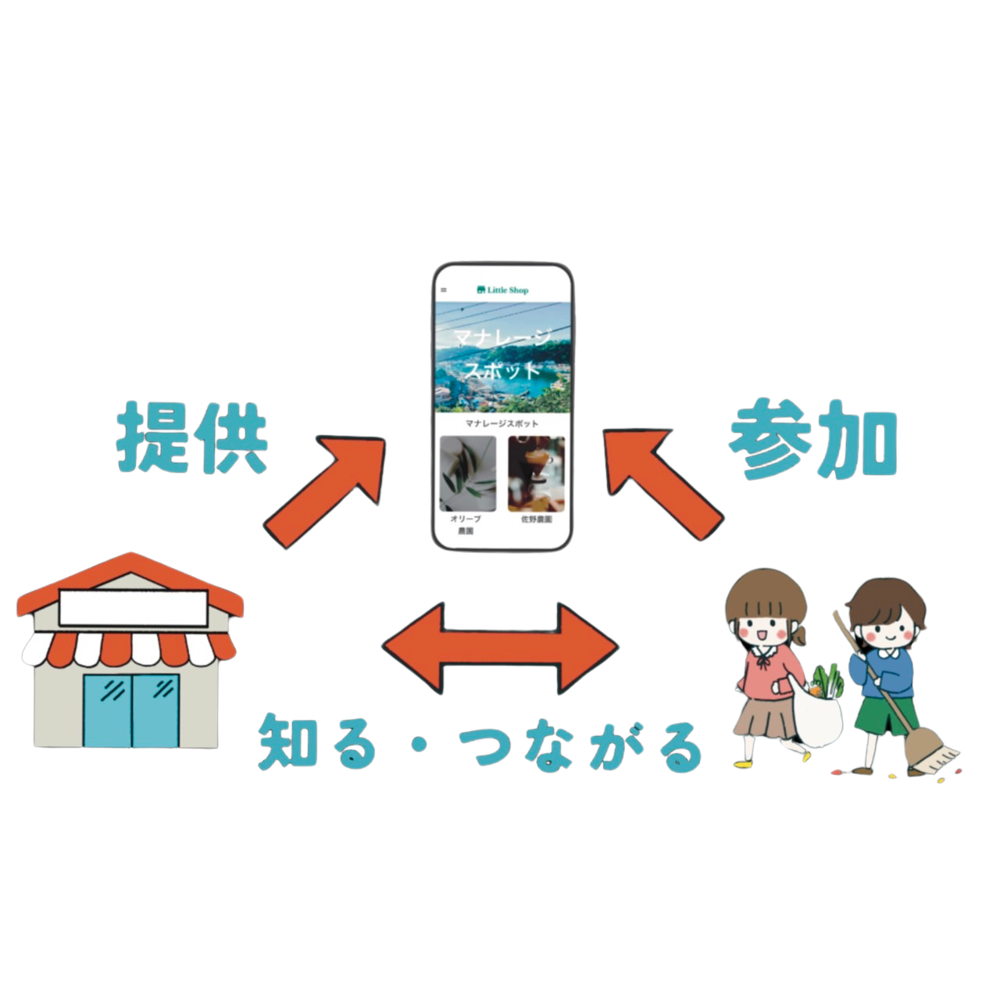 Little Shop
マナレージ
スポット
マナレージスポット
オリーブ
農園
佐野農園
提供
参加
知る・つながる